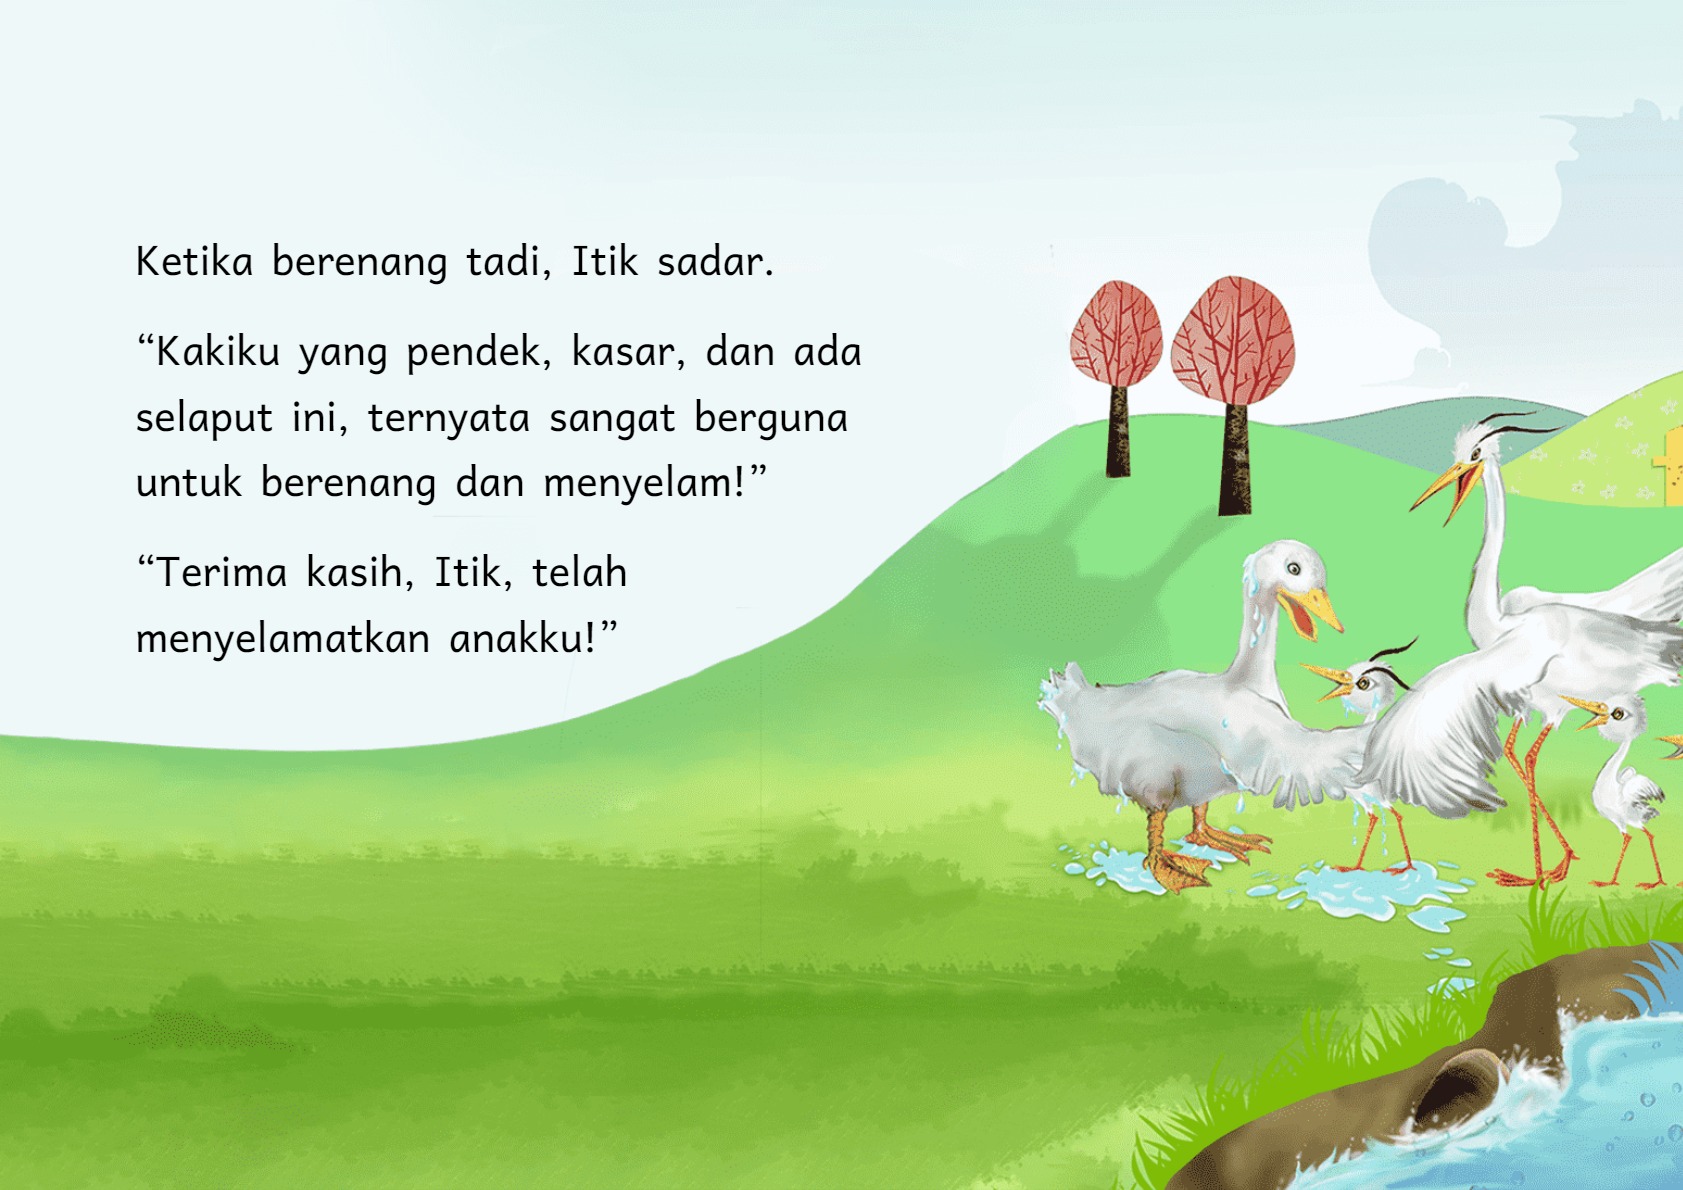 Ketika berenang tadi, Itik sadar.
“Kakiku yang pendek, kasar, dan ada
selaput ini, ternyata sangat berguna
untuk berenang dan menyelam!”
“Terima kasih, Itik, telah
menyelamatkan anakku!”